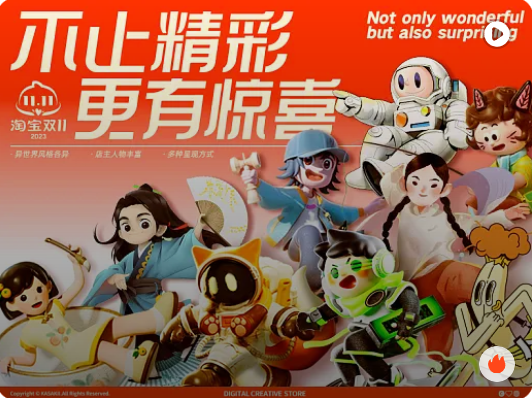 不止精彩
更有惊喜
Not only wonderful
but also surprising
11.11
淘宝双11
2023
· 异世界风格各异 · 店主人物丰富 · 多种呈现方式
DIGITAL CREATIVE STORE